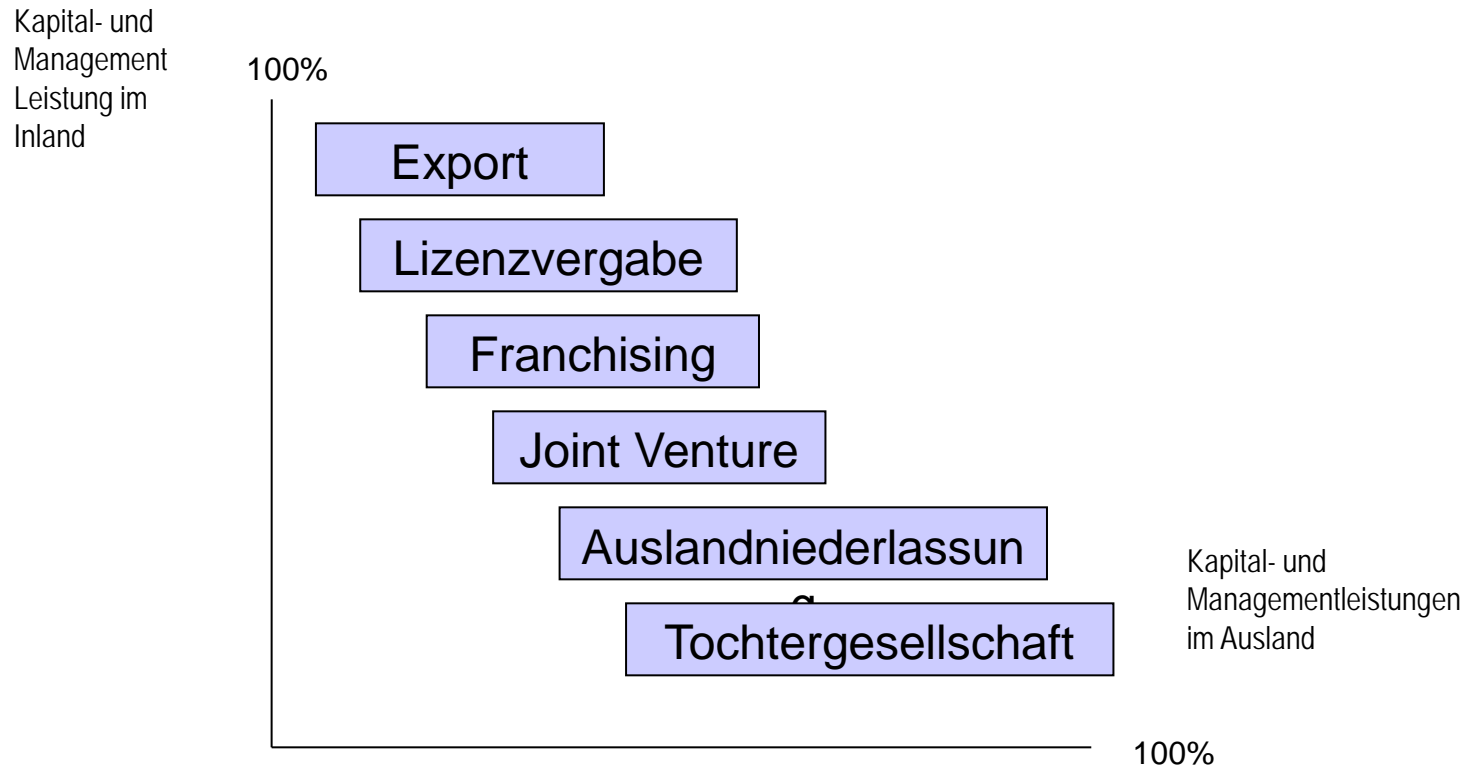 Kapital- und
Management
Leistung im
Inland
100%
Export
Lizenzvergabe
Franchising
Joint Venture
Auslandniederlassun
g
Tochtergesellschaft
Kapital- und
Managementleistungen
im Ausland
100%